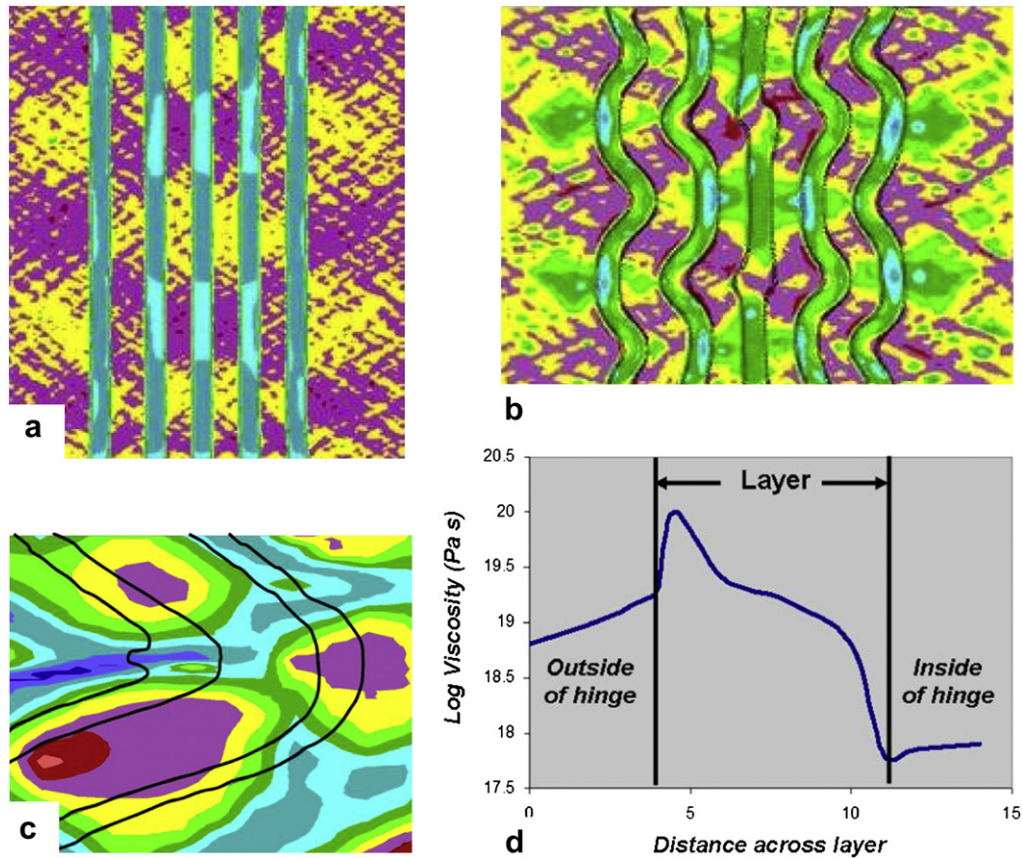 a
b
c
20.5
20
19.5
19
18.5
18
17.5
Log Viscosity (Pa s)
Layer
Outside
of hinge
Inside
of hinge
0
5
10
15
d
Distance across layer